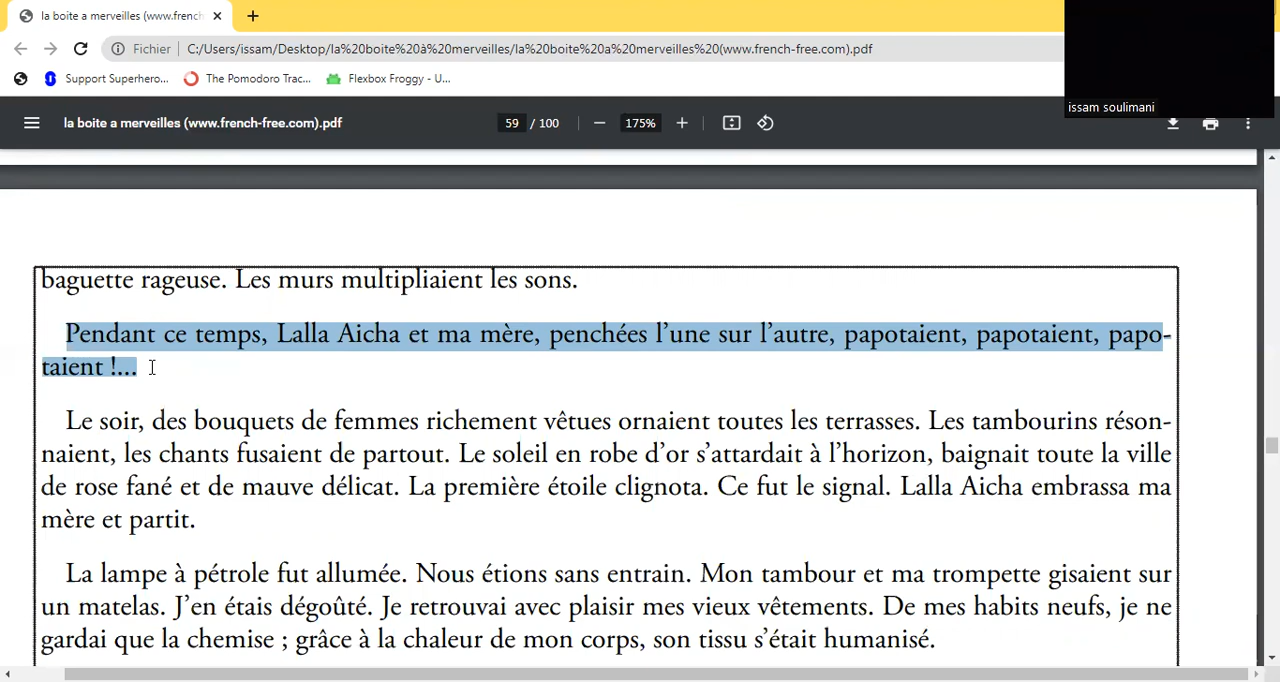 la boite a merveilles (www.french
Fichier C:/Users/issam/Desktop/la%20boite%20à%20merveilles/la%20boite%20a%20merveilles%20(www.french-free.com).pdf
Support Superhero... The Pomodoro Trac... Flexbox Froggy - U...
issam soulimani
la boite a merveilles (www.french-free.com).pdf 59 / 100 175%
baguette rageuse. Les murs multipliaient les sons.
Pendant ce temps, Lalla Aicha et ma mère, penchées l’une sur l’autre, papotaient, papotaient, papo-
taient !...
Le soir, des bouquets de femmes richement vêtues ornaient toutes les terrasses. Les tambourins réson-
naient, les chants fusaient de partout. Le soleil en robe d’or s’attardait à l’horizon, baignait toute la ville
de rose fané et de mauve délicat. La première étoile clignota. Ce fut le signal. Lalla Aicha embrassa ma
mère et partit.
La lampe à pétrole fut allumée. Nous étions sans entrain. Mon tambour et ma trompette gisaient sur
un matelas. J’en étais dégoûté. Je retrouvai avec plaisir mes vieux vêtements. De mes habits neufs, je ne
gardai que la chemise ; grâce à la chaleur de mon corps, son tissu s’était humanisé.